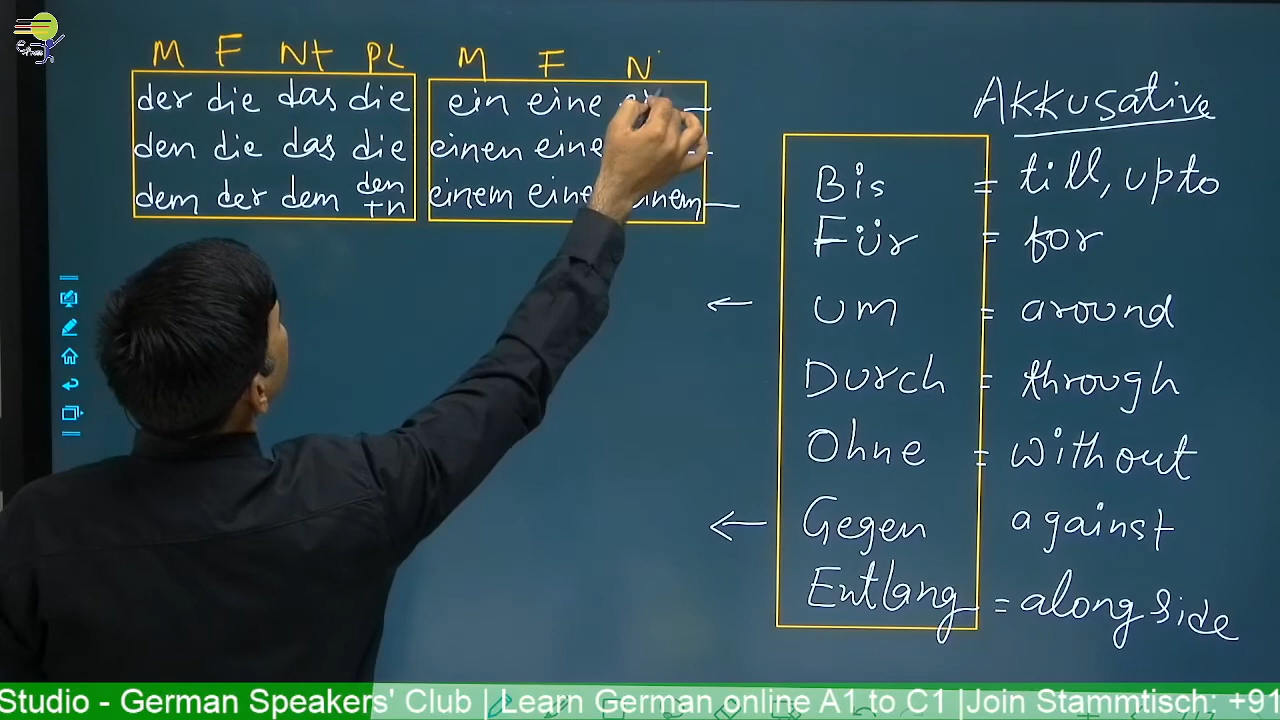 M F Nt PL
der die das die
den die das die
dem der dem den
+n
M F N
ein eine
einen eine
einem eine einem
Akkusative
Bis = till, upto
Für = for
um = around
Durch = through
Ohne = without
Gegen against
Entlang = alongside
Studio - German Speakers' Club | Learn German online A1 to C1 |Join Stammtisch: +91